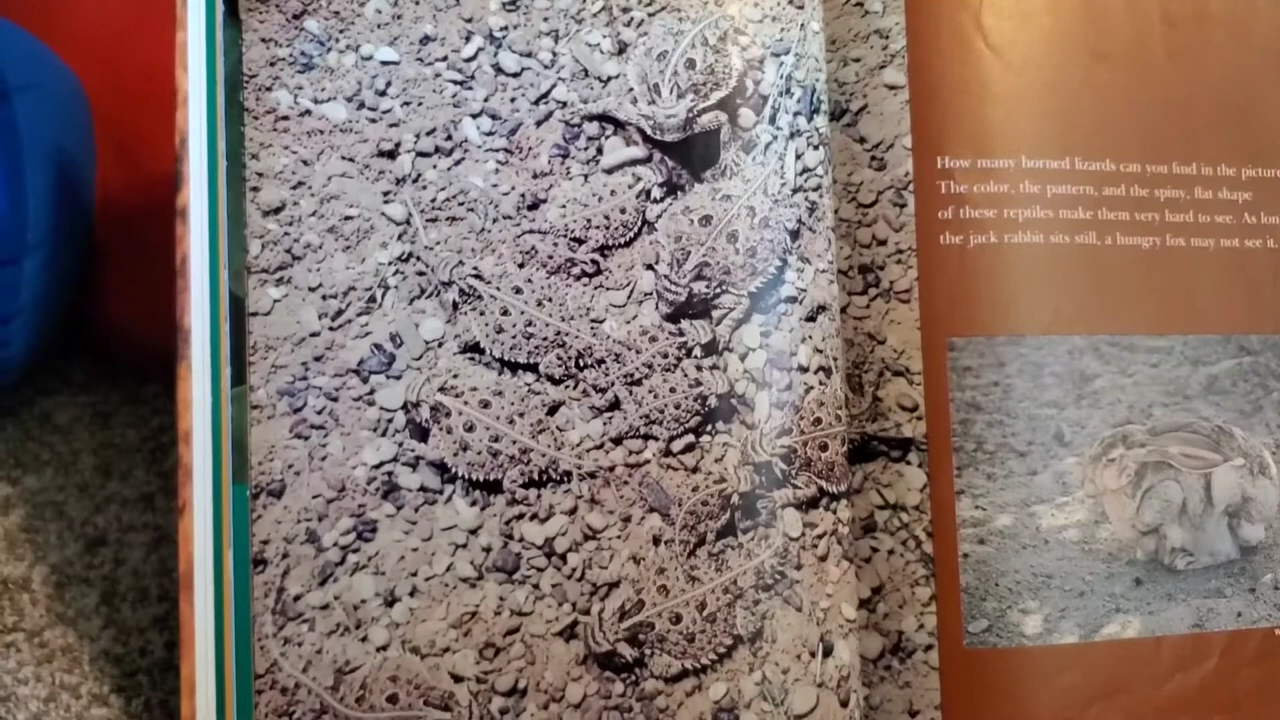 How many horned lizards can you find in the picture
The color, the pattern, and the spiny, flat shape
of these reptiles make them very hard to see. As lon
the jack rabbit sits still, a hungry fox may not see it.